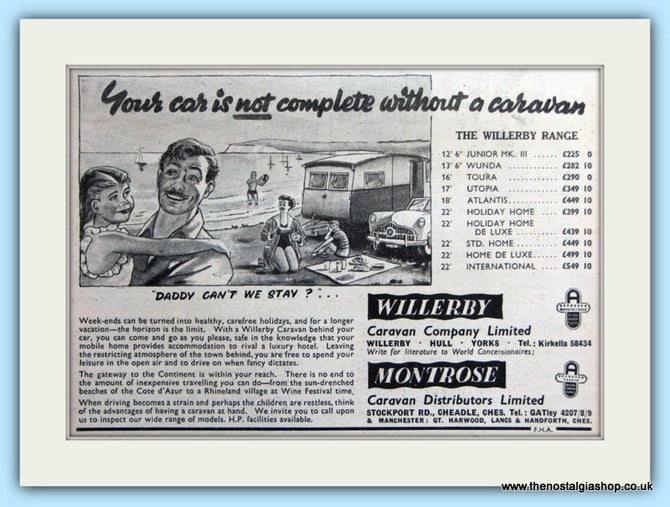 Your car is not complete without a caravan
THE WILLERBY RANGE
12' 6" JUNIOR MK. III ..... £225 0
13' 6" WUNDA ............ £282 10
16' TOURA ............ £290 0
17' UTOPIA ............ £349 10
18' ATLANTIS ......... £449 10
22' HOLIDAY HOME .... £399 10
22' HOLIDAY HOME
DE LUXE ......... £439 10
22' STD. HOME ......... £449 10
22' HOME DE LUXE...... £499 10
22' INTERNATIONAL .... £549 10
"DADDY CAN'T WE STAY ?"...
Week-ends can be turned into healthy, carefree holidays, and for a longer
vacation—the horizon is the limit. With a Willerby Caravan behind your
car, you can come and go as you please, safe in the knowledge that your
mobile home provides accommodation to rival a luxury hotel. Leaving
the restricting atmosphere of the town behind, you are free to spend your
leisure in the open air and to drive on when fancy dictates.
The gateway to the Continent is within your reach. There is no end to
the amount of inexpensive travelling you can do—from the sun-drenched
beaches of the Cote d'Azur to a Rhineland village at Wine Festival time.
When driving becomes a strain and perhaps the children are restless, think
of the advantages of having a caravan at hand. We invite you to call upon
us to inspect our wide range of models. H.P. facilities available.
WILLERBY
Caravan Company Limited
WILLERBY · HULL · YORKS · Tel.: Kirkella 58434
Write for literature to World Concessionaires:
MONTROSE
Caravan Distributors Limited
STOCKPORT RD., CHEADLE, CHES. Tel.: GATley 4207/8/9
& MANCHESTER: GT. HARWOOD, LANCS & HANDFORTH, CHES.
F.H.A.
www.thenostalgiashop.co.uk